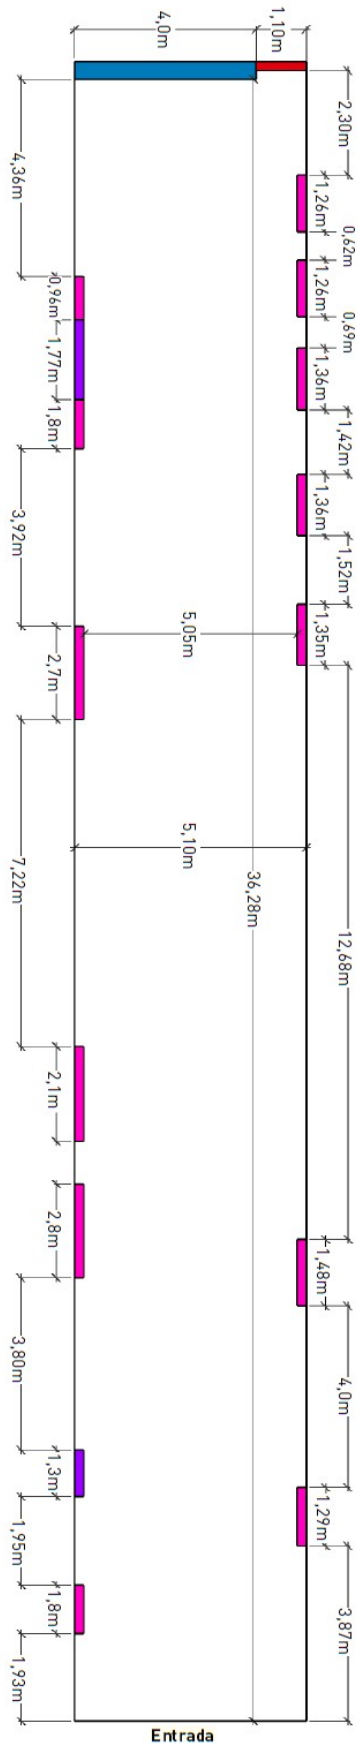 4,0m
1,10m
2,30m
4,36m
1,26m
0,62m
1,26m
0,69m
0,96m
1,77m
1,8m
1,36m
1,42m
1,36m
1,52m
3,92m
1,35m
5,05m
2,7m
5,10m
7,22m
36,28m
12,68m
2,1m
2,8m
1,48m
3,80m
4,0m
1,3m
1,29m
1,95m
1,8m
3,87m
1,93m
Entrada